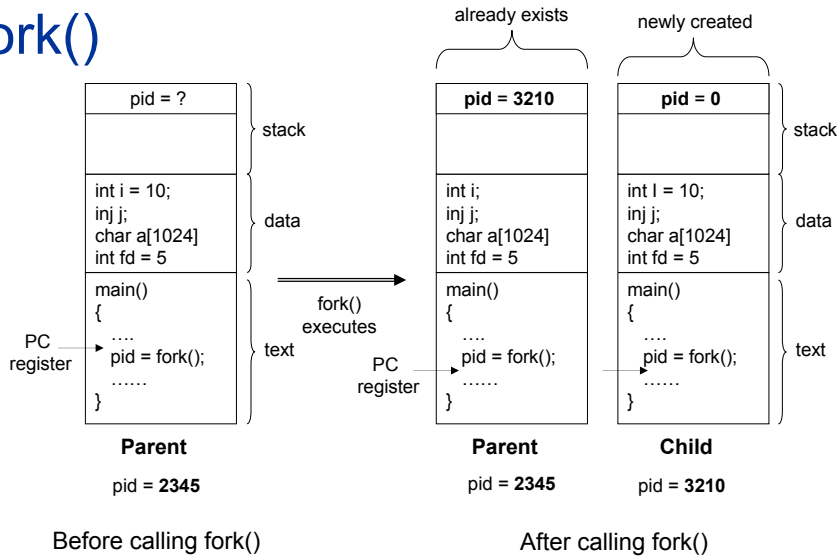 ork()
already exists
newly created
pid = ?
stack
int i = 10;
inj j;
char a[1024]
int fd = 5
data
main()
{
....
pid = fork();
......
}
text
PC
register
Parent
pid = 2345
Before calling fork()
fork()
executes
pid = 3210
int i;
inj j;
char a[1024]
int fd = 5
main()
{
....
pid = fork();
......
}
PC
register
Parent
pid = 2345
pid = 0
stack
int I = 10;
inj j;
char a[1024]
int fd = 5
data
main()
{
....
pid = fork();
......
}
text
Child
pid = 3210
After calling fork()